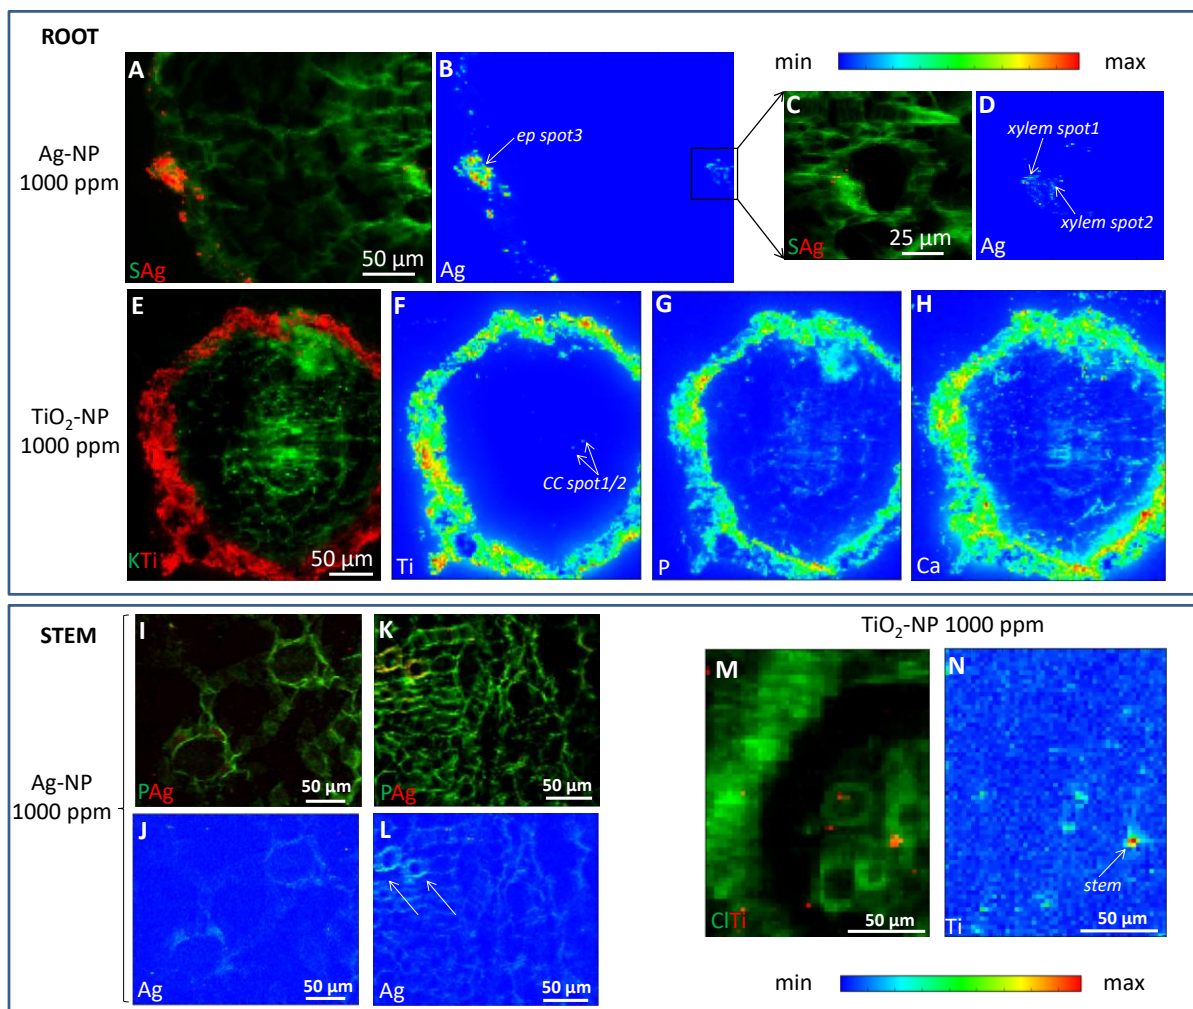 ROOT
min
max
A
B
C
D
ep spot3
xylem spot1
xylem spot2
Ag-NP
1000 ppm
50 µm
25 µm
SAg
Ag
SAg
Ag
E
F
G
H
TiO₂-NP
1000 ppm
CC spot1/2
50 µm
KTi
Ti
P
Ca
STEM
TiO₂-NP 1000 ppm
I
K
M
N
50 µm
50 µm
PAg
PAg
Ag-NP
1000 ppm
J
L
stem
50 µm
50 µm
ClTi
Ti
50 µm
50 µm
Ag
Ag
min
max